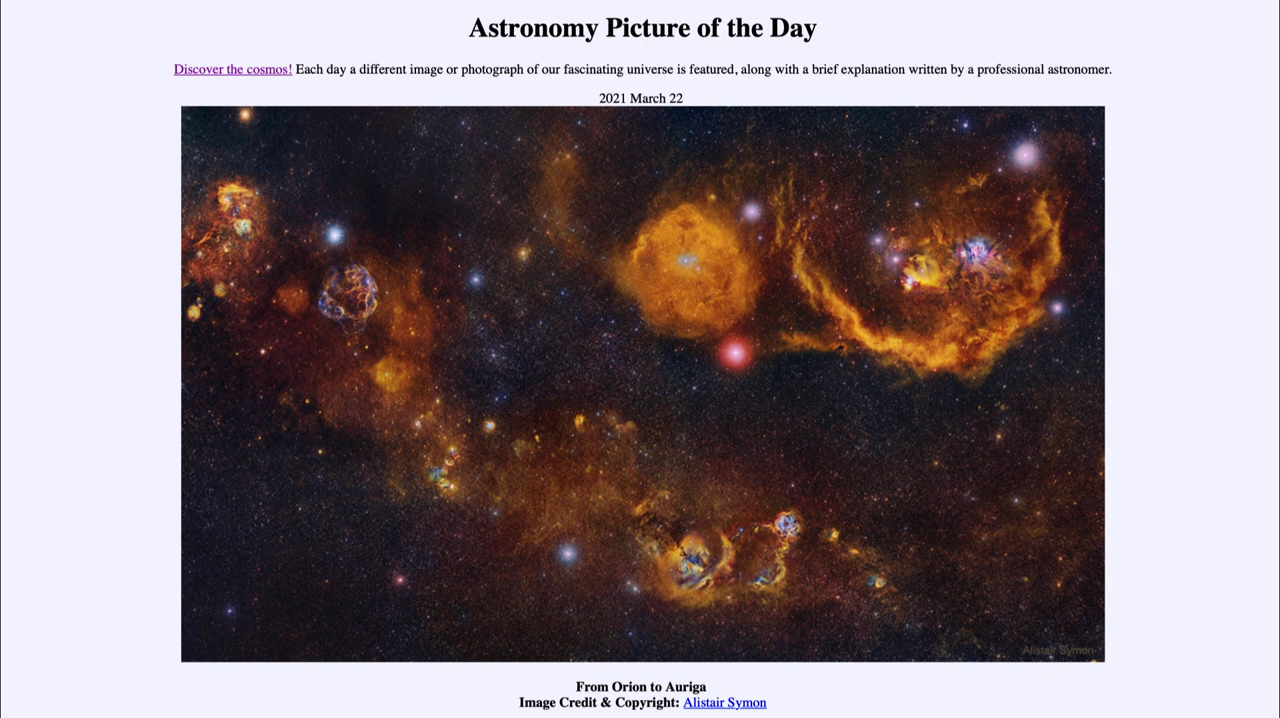 Astronomy Picture of the Day
Discover the cosmos! Each day a different image or photograph of our fascinating universe is featured, along with a brief explanation written by a professional astronomer.
2021 March 22
Alistair Symon
From Orion to Auriga
Image Credit & Copyright: Alistair Symon